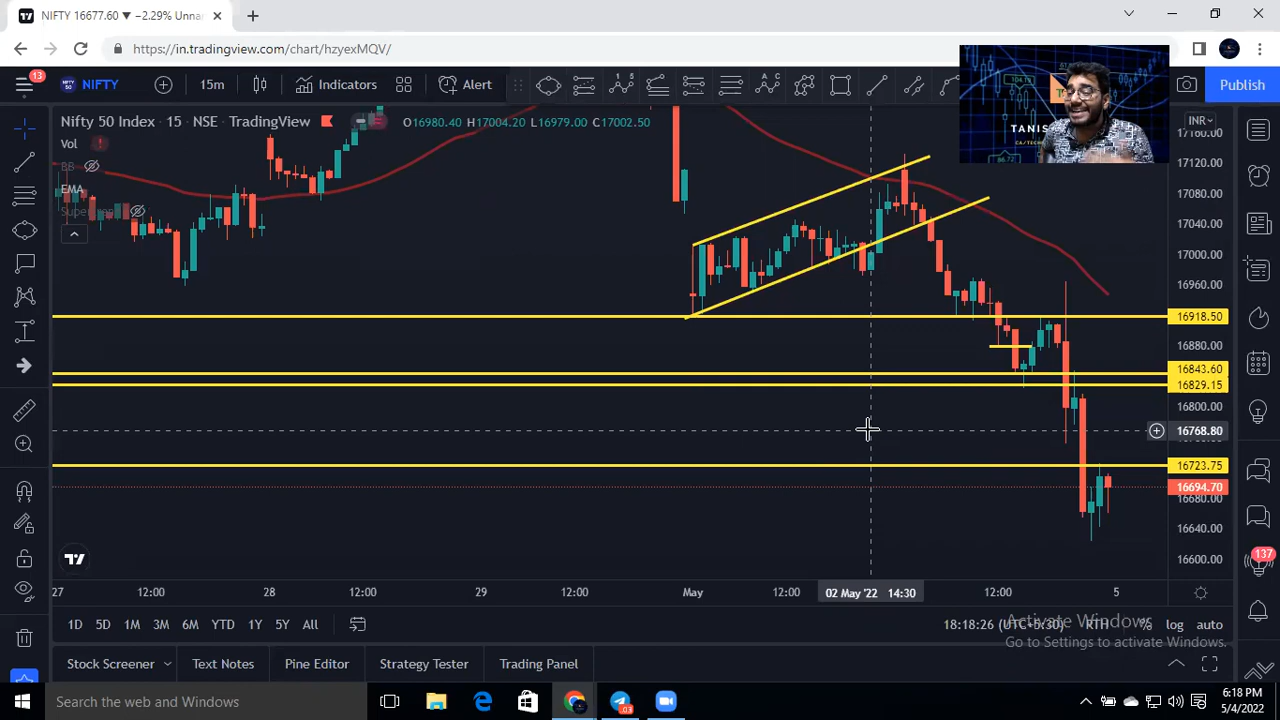 NIFTY 16677.60 ▼ −2.29% Unna
https://in.tradingview.com/chart/hzyexMQV/
13
NIFTY
15m
Indicators
Alert
Publish
Nifty 50 Index • 15 • NSE • TradingView
O16980.40 H17004.20 L16979.00 C17002.50
Vol
BB
EMA
TANIS
INR
17160.00
17120.00
17080.00
17040.00
17000.00
16960.00
16918.50
16880.00
16843.60
16829.15
16800.00
16768.80
16723.75
16694.70
16680.00
16640.00
16600.00
27 12:00 28 12:00 29 12:00 May 12:00 02 May '22 14:30 12:00 5
1D 5D 1M 3M 6M YTD 1Y 5Y All
18:18:26 (UTC+5:30) RTH % log auto
Activate Windows
Go to Settings to activate Windows.
137
Stock Screener Text Notes Pine Editor Strategy Tester Trading Panel
Search the web and Windows
03
6:18 PM
5/4/2022